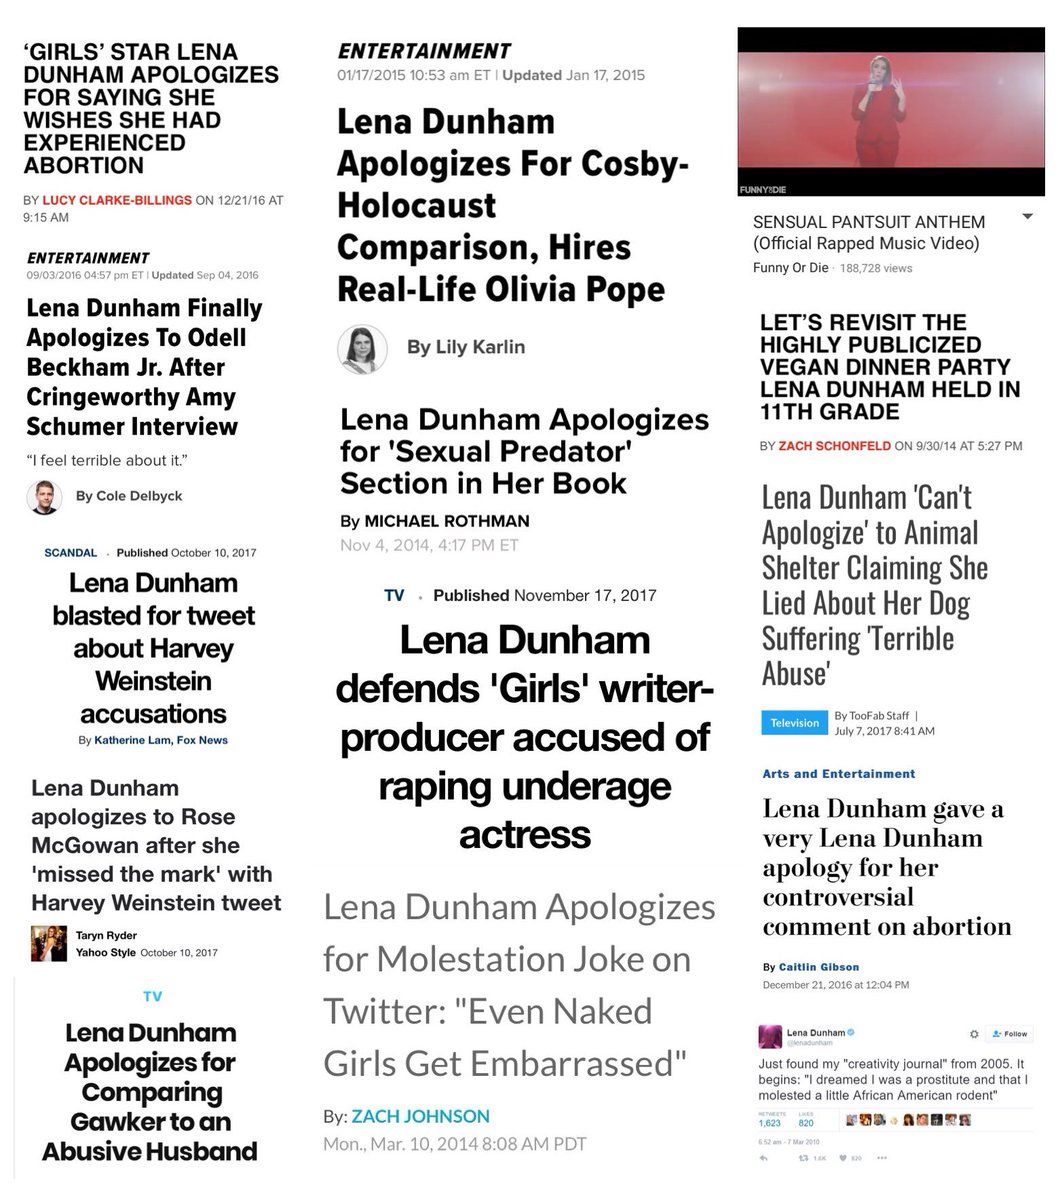 ‘GIRLS’ STAR LENA
DUNHAM APOLOGIZES
FOR SAYING SHE
WISHES SHE HAD
EXPERIENCED
ABORTION
BY LUCY CLARKE-BILLINGS ON 12/21/16 AT
9:15 AM
ENTERTAINMENT
09/03/2016 04:57 pm ET | Updated Sep 04, 2016
Lena Dunham Finally
Apologizes To Odell
Beckham Jr. After
Cringeworthy Amy
Schumer Interview
“I feel terrible about it.”
By Cole Delbyck
SCANDAL · Published October 10, 2017
Lena Dunham
blasted for tweet
about Harvey
Weinstein
accusations
By Katherine Lam, Fox News
Lena Dunham
apologizes to Rose
McGowan after she
'missed the mark' with
Harvey Weinstein tweet
Taryn Ryder
Yahoo Style October 10, 2017
TV
Lena Dunham
Apologizes for
Comparing
Gawker to an
Abusive Husband
ENTERTAINMENT
01/17/2015 10:53 am ET | Updated Jan 17, 2015
Lena Dunham
Apologizes For Cosby-
Holocaust
Comparison, Hires
Real-Life Olivia Pope
By Lily Karlin
Lena Dunham Apologizes
for 'Sexual Predator'
Section in Her Book
By MICHAEL ROTHMAN
Nov 4, 2014, 4:17 PM ET
TV · Published November 17, 2017
Lena Dunham
defends 'Girls' writer-
producer accused of
raping underage
actress
Lena Dunham Apologizes
for Molestation Joke on
Twitter: "Even Naked
Girls Get Embarrassed"
By: ZACH JOHNSON
Mon., Mar. 10, 2014 8:08 AM PDT
FUNNY OR DIE
SENSUAL PANTSUIT ANTHEM
(Official Rapped Music Video)
Funny Or Die · 188,728 views
LET’S REVISIT THE
HIGHLY PUBLICIZED
VEGAN DINNER PARTY
LENA DUNHAM HELD IN
11TH GRADE
BY ZACH SCHONFELD ON 9/30/14 AT 5:27 PM
Lena Dunham 'Can't
Apologize' to Animal
Shelter Claiming She
Lied About Her Dog
Suffering 'Terrible
Abuse'
Television
By TooFab Staff |
July 7, 2017 8:41 AM
Arts and Entertainment
Lena Dunham gave a
very Lena Dunham
apology for her
controversial
comment on abortion
By Caitlin Gibson
December 21, 2016 at 12:04 PM
Lena Dunham
@lenadunham
Follow
Just found my "creativity journal" from 2005. It
begins: "I dreamed I was a prostitute and that I
molested a little African American rodent"
RETWEETS LIKES
1,623 820
6:52 am - 7 Mar 2010
1.6K 820